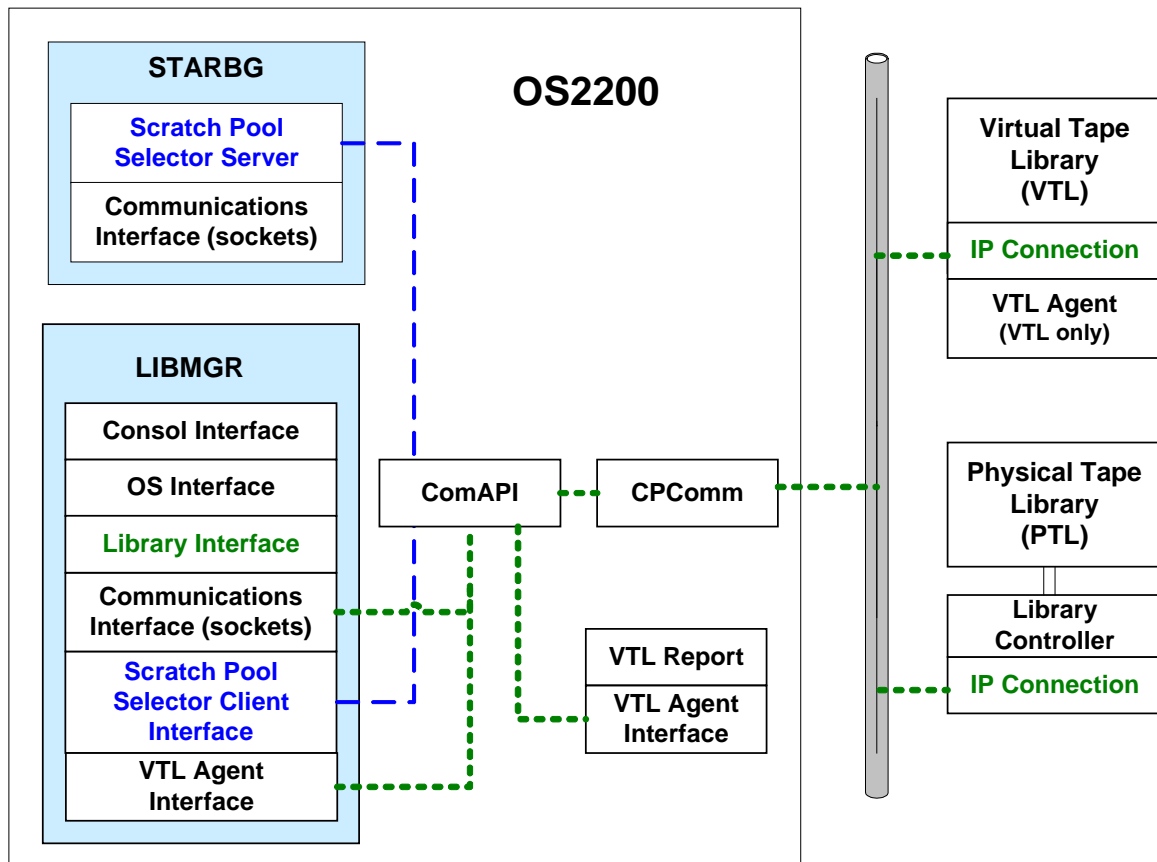 OS2200
STARBG
Scratch Pool
Selector Server
Communications
Interface (sockets)
LIBMGR
Consol Interface
OS Interface
Library Interface
Communications
Interface (sockets)
Scratch Pool
Selector Client
Interface
VTL Agent
Interface
ComAPI
CPComm
VTL Report
VTL Agent
Interface
Virtual Tape
Library
(VTL)
IP Connection
VTL Agent
(VTL only)
Physical Tape
Library
(PTL)
Library
Controller
IP Connection